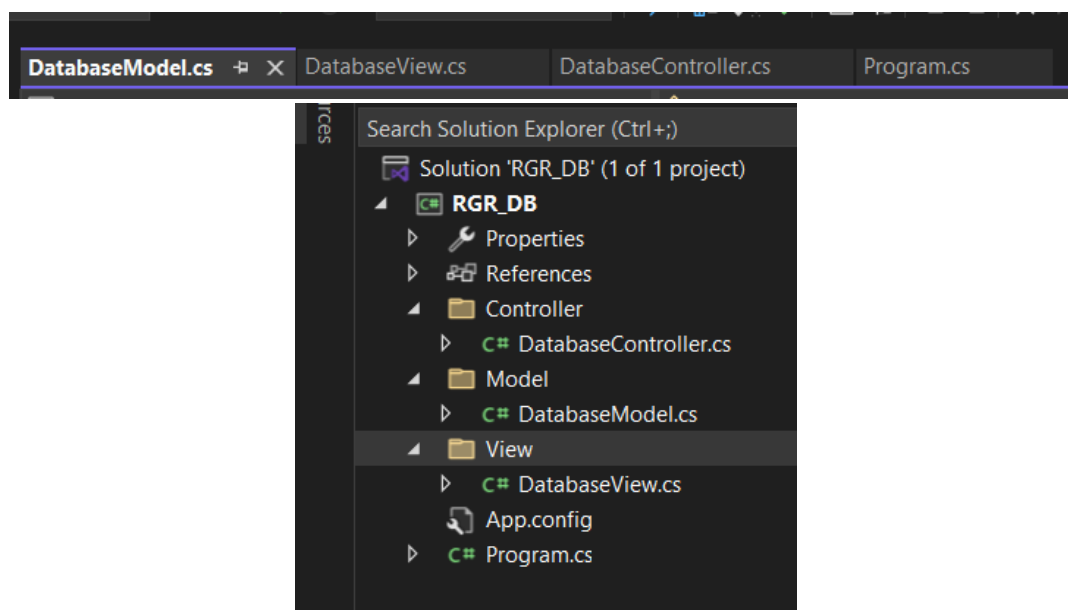 DatabaseModel.cs DatabaseView.cs DatabaseController.cs Program.cs
rces
Search Solution Explorer (Ctrl+;)
Solution 'RGR_DB' (1 of 1 project)
C# RGR_DB
Properties
References
Controller
C# DatabaseController.cs
Model
C# DatabaseModel.cs
View
C# DatabaseView.cs
App.config
C# Program.cs